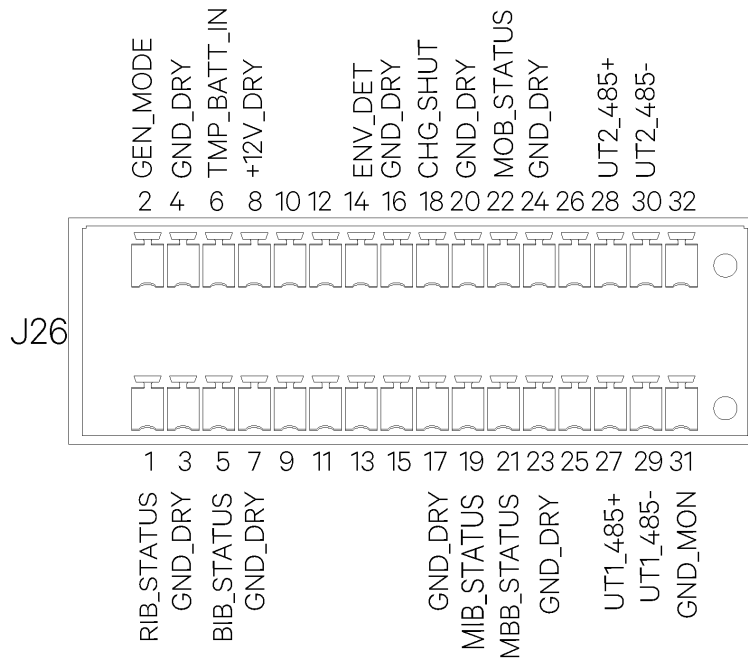 GEN_MODE
GND_DRY
TMP_BATT_IN
+12V_DRY
ENV_DET
GND_DRY
CHG_SHUT
GND_DRY
MOB_STATUS
GND_DRY
UT2_485+
UT2_485-
2 4 6 8 10 12 14 16 18 20 22 24 26 28 30 32
J26
1 3 5 7 9 11 13 15 17 19 21 23 25 27 29 31
RIB_STATUS
GND_DRY
BIB_STATUS
GND_DRY
GND_DRY
MIB_STATUS
MBB_STATUS
GND_DRY
UT1_485+
UT1_485-
GND_MON